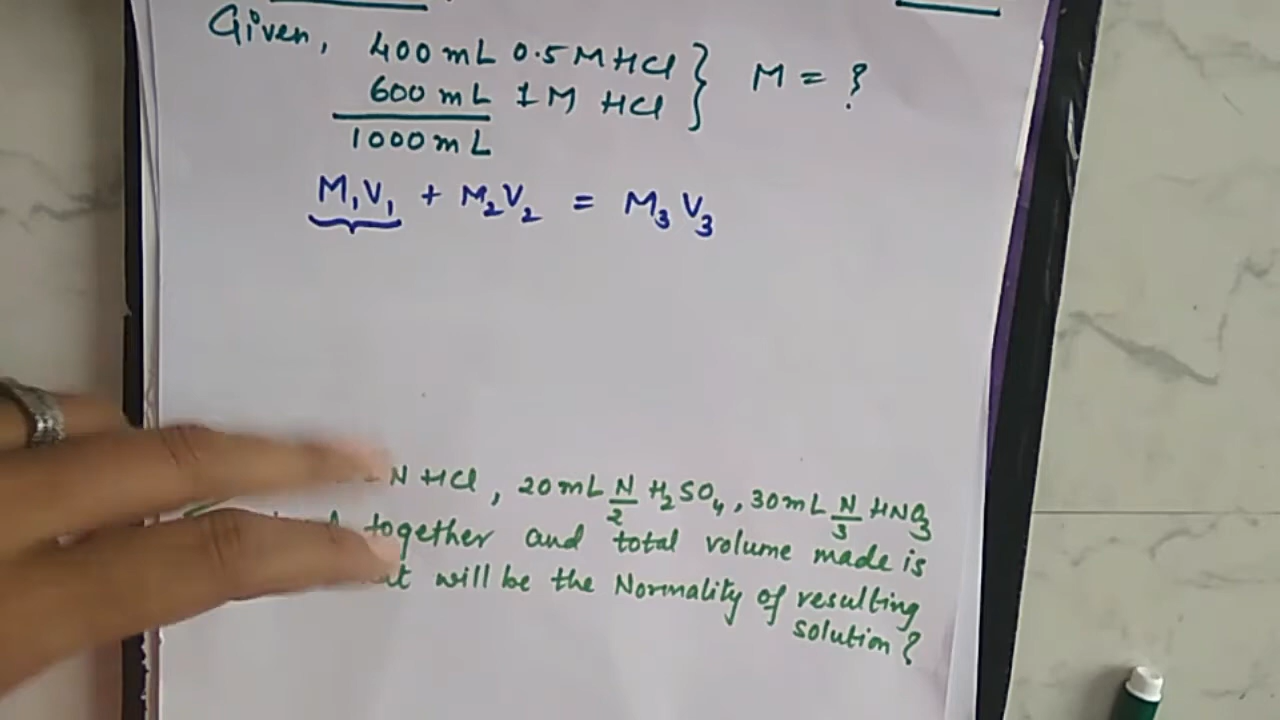 Given, 400 mL 0.5 M HCl } M = ?
600 mL 1 M HCl
1000 mL
M₁V₁ + M₂V₂ = M₃V₃
N HCl, 20 mL N/2 H₂SO₄, 30 mL N/3 HNO₃
together and total volume made is
will be the Normality of resulting
solution?